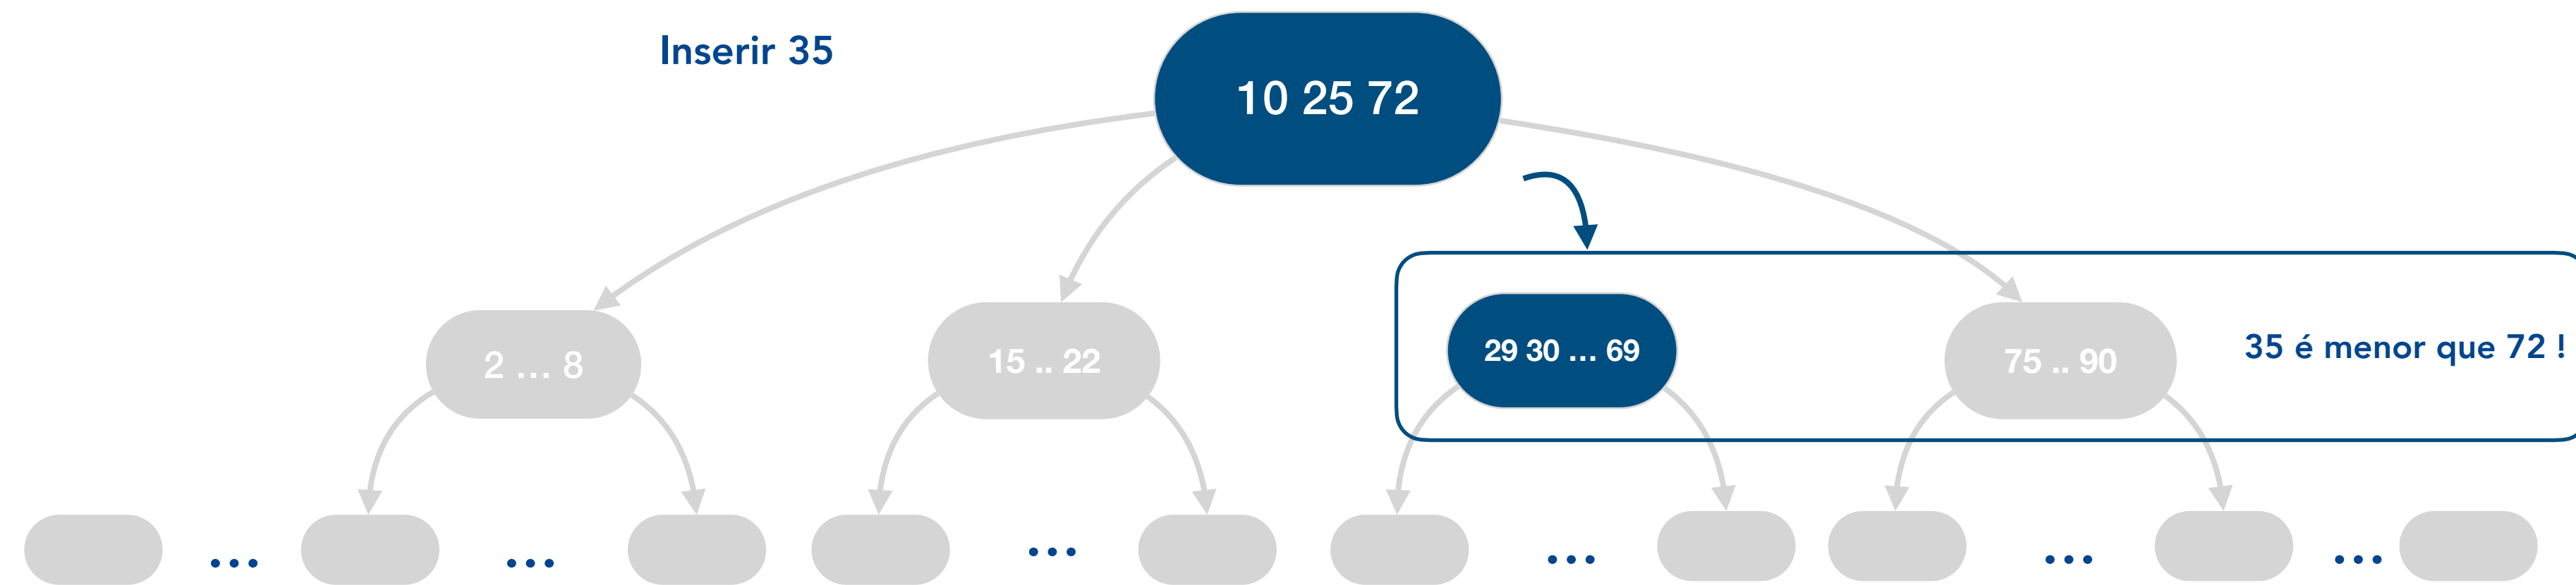 Inserir 35
10 25 72
2 ... 8
15 .. 22
29 30 ... 69
75 .. 90
35 é menor que 72 !
... ... ... ... ... ...